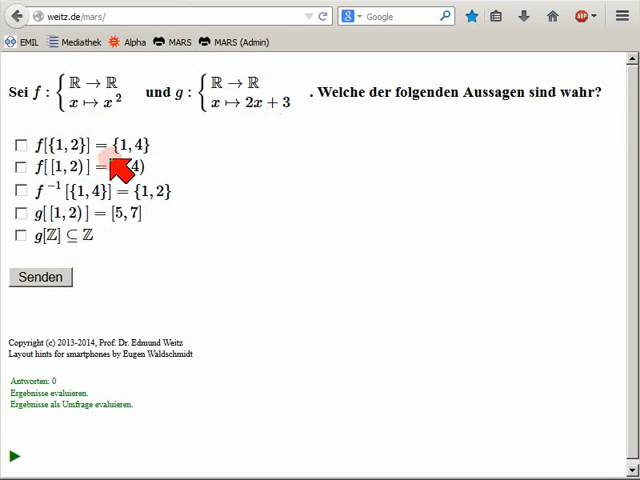 weitz.de/mars/
Google
EMIL Mediathek Alpha MARS MARS (Admin)
Sei f : { ℝ → ℝ
x ↦ x²
und g : { ℝ → ℝ
x ↦ 2x + 3
. Welche der folgenden Aussagen sind wahr?
f[{1, 2}] = {1, 4}
f[ [1, 2) ] = 4)
f⁻¹[{1, 4}] = {1, 2}
g[ [1, 2) ] = [5, 7]
g[ℤ] ⊆ ℤ
Senden
Copyright (c) 2013-2014, Prof. Dr. Edmund Weitz
Layout hints for smartphones by Eugen Waldschmidt
Antworten: 0
Ergebnisse evaluieren.
Ergebnisse als Umfrage evaluieren.